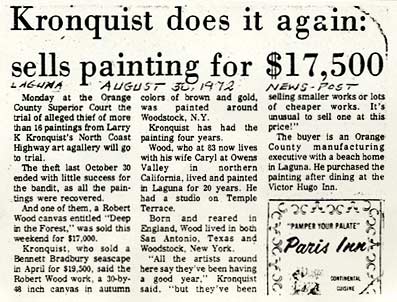 Kronquist does it again:
sells painting for $17,500
LAGUNA AUGUST 30, 1972 NEWS-POST
Monday at the Orange
County Superior Court the
trial of alleged thief of more
than 16 paintings from Larry
K Kronquist's North Coast
Highway art agallery will
go to trial.
The theft last October 30
ended with little success for
the bandit, as all the pain-
tings were recovered.
And one of them, a Robert
Wood canvas entitled "Deep
in the Forest," was sold this
weekend for $17,000.
Kronquist, who sold a
Bennett Bradbury seascape
in April for $19,500, said the
Robert Wood work, a 30-by-
48 inch canvas in autumn
colors of brown and gold,
was painted around
Woodstock, N.Y.
Kronquist has had the
painting four years.
Wood, who at 83 now lives
with his wife Caryl at Owens
Valley in northern
California, lived and painted
in Laguna for 20 years. He
had a studio on Temple
Terrace.
Born and reared in
England, Wood lived in both
San Antonio, Texas and
Woodstock, New York.
"All the artists around
here say they've been having
a good year," Kronquist
said. "but they've been
selling smaller works or lots
of cheaper works. It's
unusual to sell one at this
price!"
The buyer is an Orange
County manufacturing
executive with a beach home
in Laguna. He purchased the
painting after dining at the
Victor Hugo Inn.
"PAMPER YOUR PALATE"
Paris Inn
CONTINENTAL
CUISINE